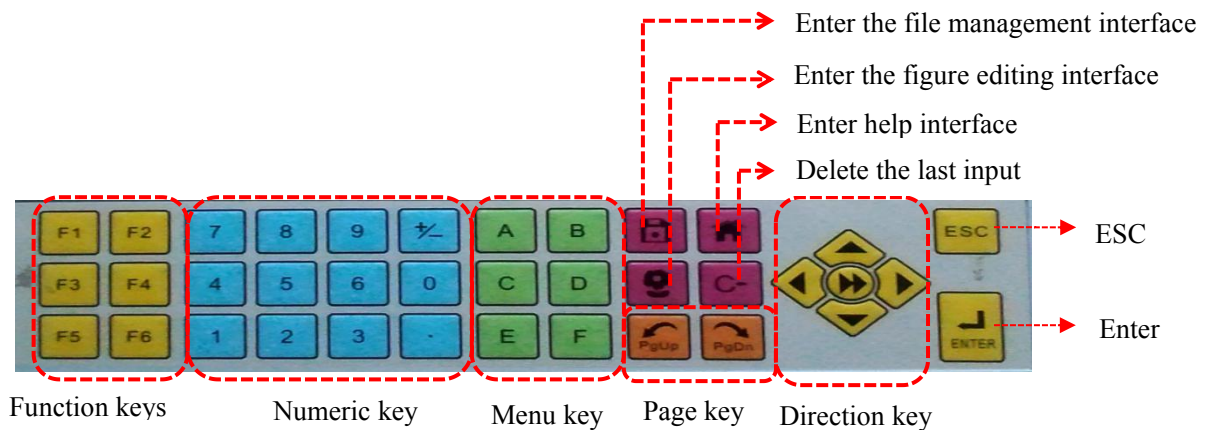 Enter the file management interface
Enter the figure editing interface
Enter help interface
Delete the last input
F1 F2 7 8 9 +/- A B ESC ESC
F3 F4 4 5 6 0 C D C-
F5 F6 1 2 3 . E F PgUp PgDn ENTER Enter
Function keys Numeric key Menu key Page key Direction key